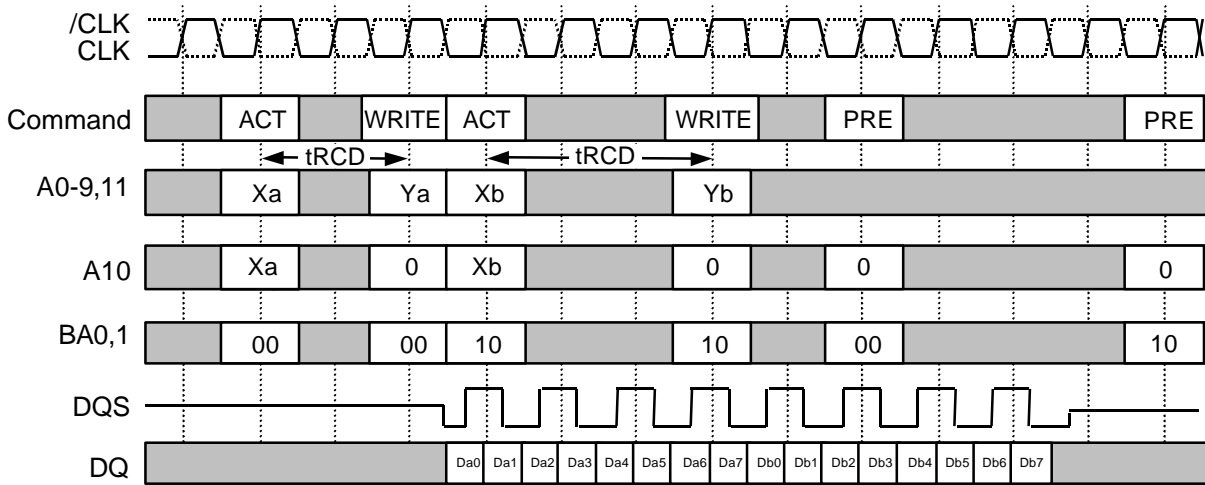 /CLK
CLK
Command ACT WRITE ACT WRITE PRE PRE
tRCD tRCD
A0-9,11 Xa Ya Xb Yb
A10 Xa 0 Xb 0 0 0
BA0,1 00 00 10 10 00 10
DQS
DQ Da0 Da1 Da2 Da3 Da4 Da5 Da6 Da7 Db0 Db1 Db2 Db3 Db4 Db5 Db6 Db7